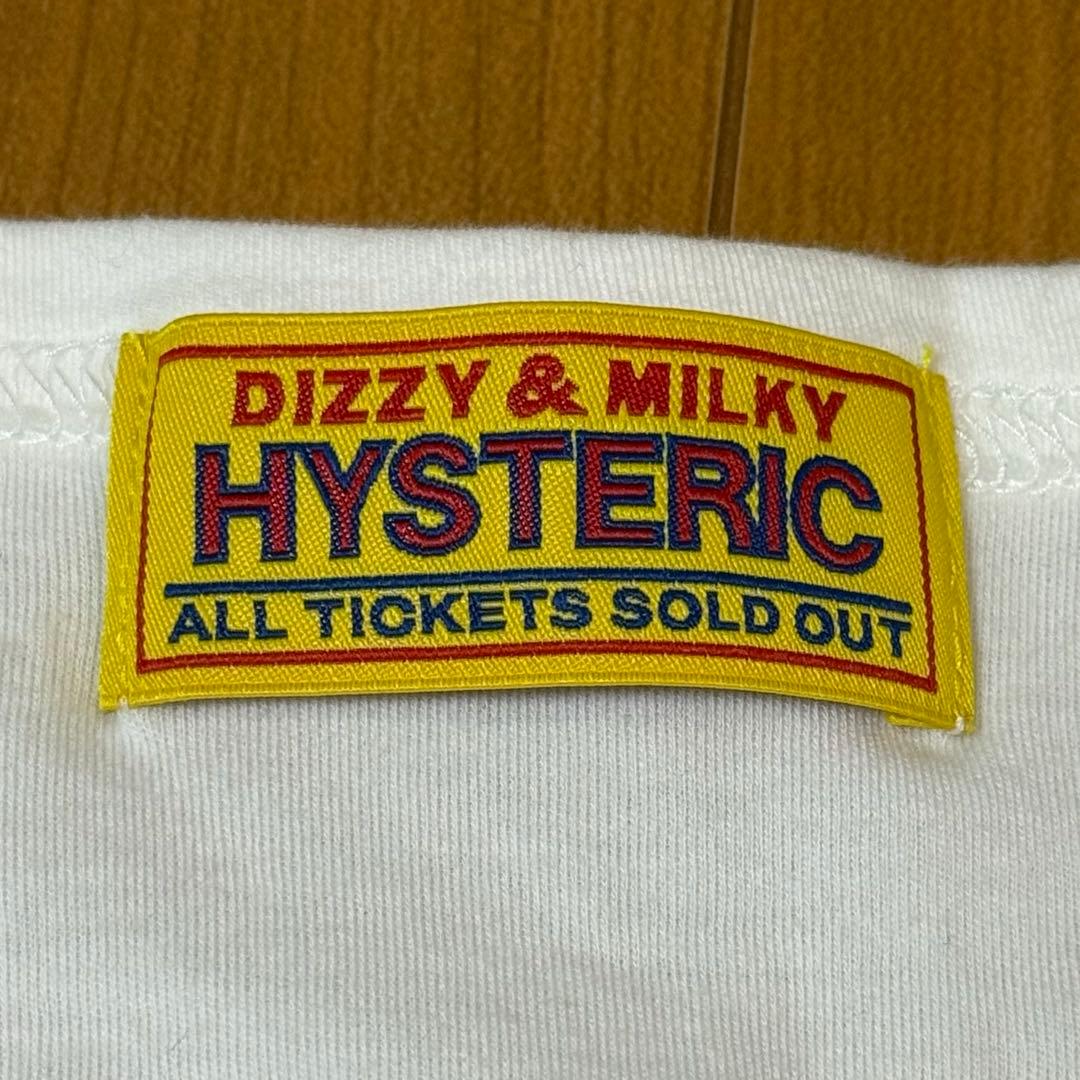 DIZZY & MILKY
HYSTERIC
ALL TICKETS SOLD OUT